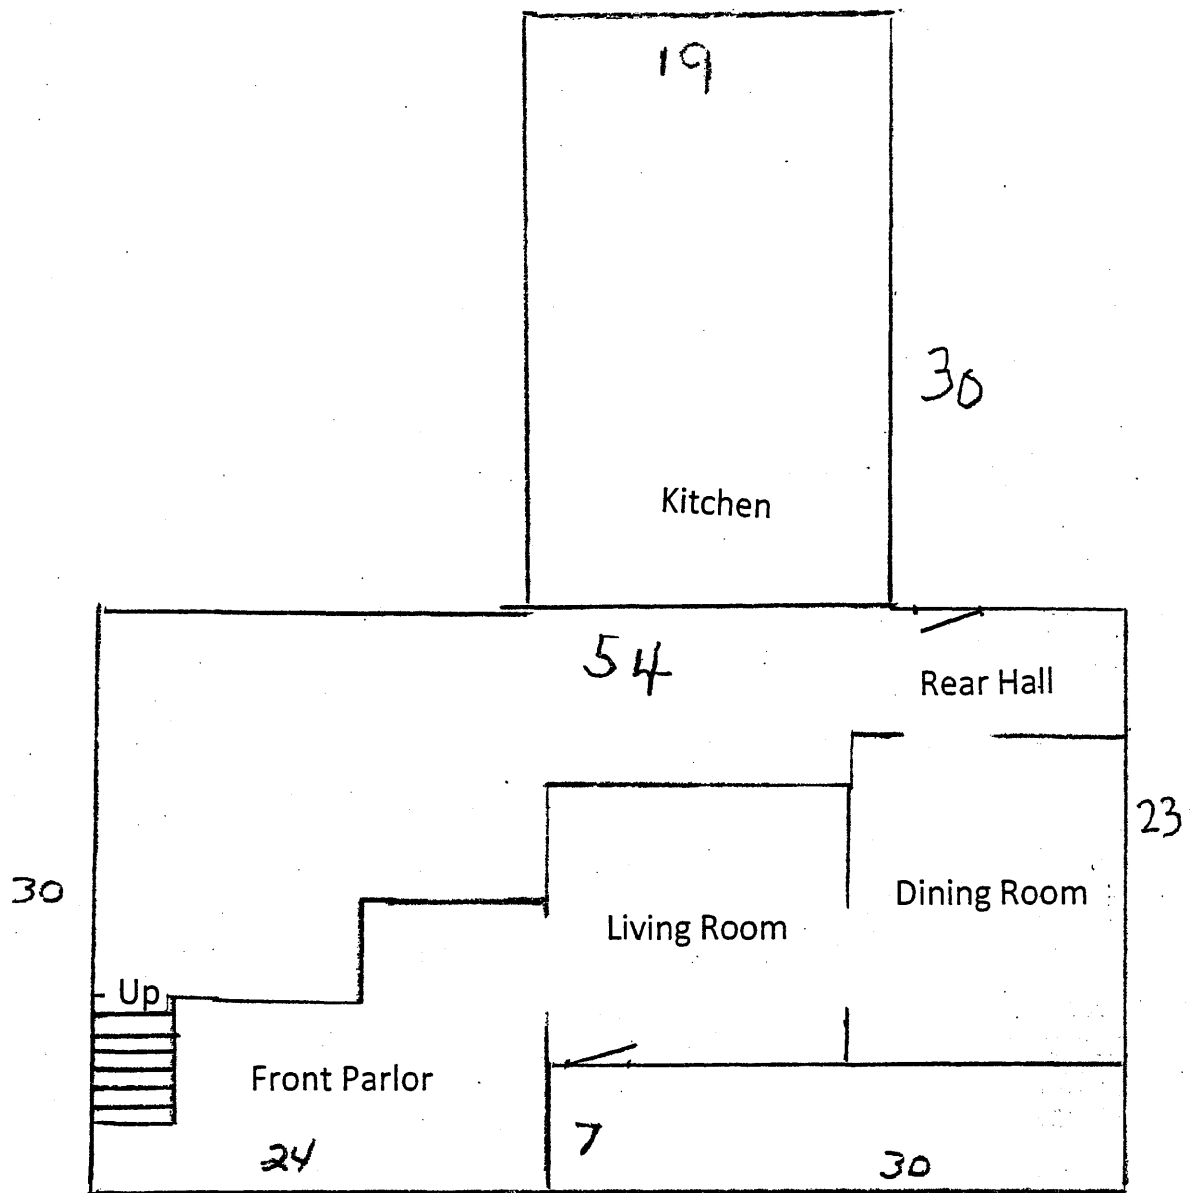 19
30
Kitchen
54
Rear Hall
23
30
Dining Room
Living Room
Up
Front Parlor
7
24
30